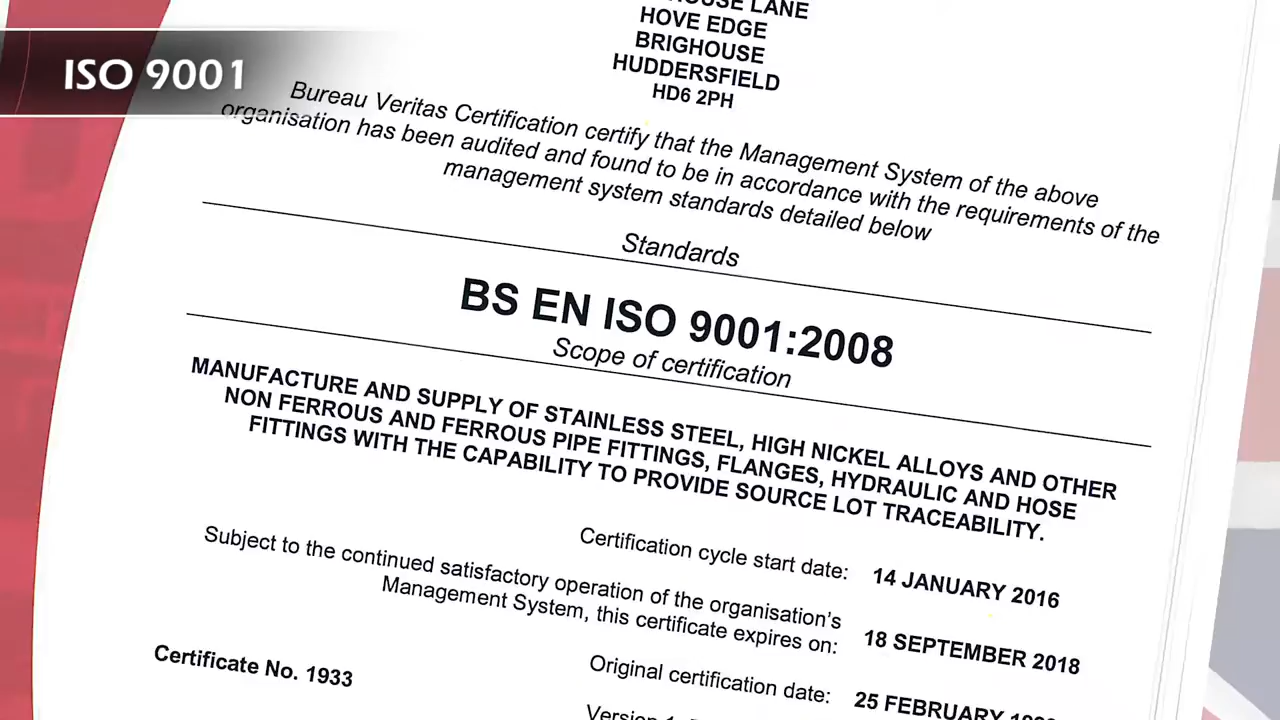 ISO 9001
LANE
HOVE EDGE
BRIGHOUSE
HUDDERSFIELD
HD6 2PH
Bureau Veritas Certification certify that the Management System of the above
organisation has been audited and found to be in accordance with the requirements of the
management system standards detailed below
Standards
BS EN ISO 9001:2008
Scope of certification
MANUFACTURE AND SUPPLY OF STAINLESS STEEL, HIGH NICKEL ALLOYS AND OTHER
NON FERROUS AND FERROUS PIPE FITTINGS, FLANGES, HYDRAULIC AND HOSE
FITTINGS WITH THE CAPABILITY TO PROVIDE SOURCE LOT TRACEABILITY.
Certification cycle start date: 14 JANUARY 2016
Subject to the continued satisfactory operation of the organisation's
Management System, this certificate expires on: 18 SEPTEMBER 2018
Original certification date: 25 FEBRUARY
Certificate No. 1933
Version 1.